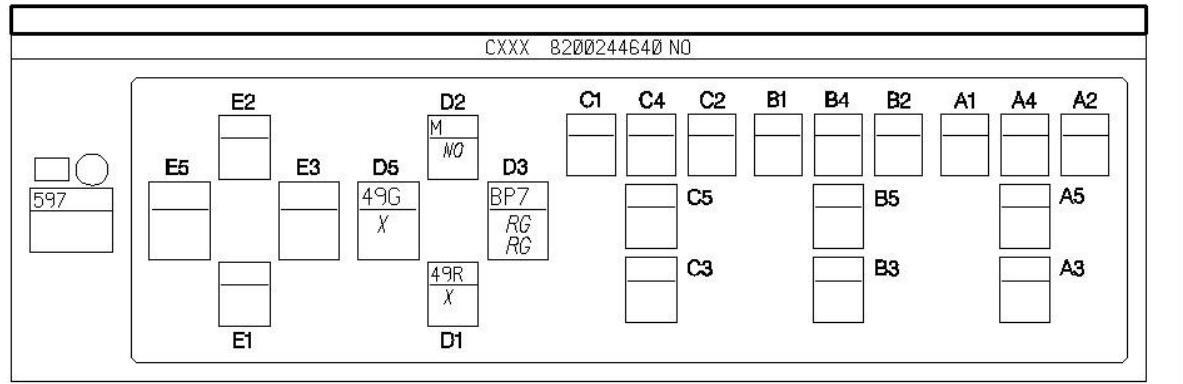 CXXX 8200244640 NO
E2 D2 C1 C4 C2 B1 B4 B2 A1 A4 A2
M
NO
E5 E3 D5 D3
597
49G
X
BP7
RG
RG
C5 B5 A5
49R
X
C3 B3 A3
E1 D1